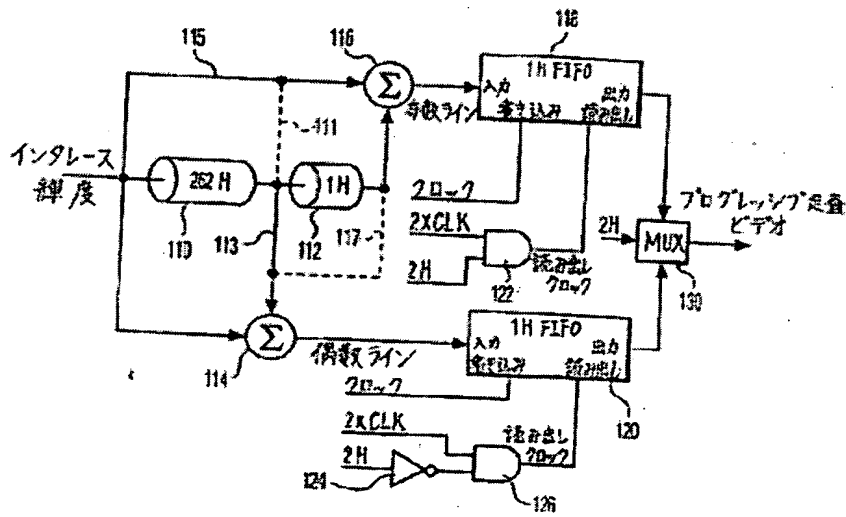 118
115
116
1H FIFO
入力
書き込み
出力
読み出し
Σ
奇数ライン
111
インタレース
輝度
262H
1H
110
113
112
117
クロック
2XCLK
2H
122
読み出し
クロック
プログレッシブ走査
ビデオ
2H
MUX
130
Σ
114
偶数ライン
1H FIFO
入力
書き込み
出力
読み出し
クロック
120
2XCLK
2H
124
読み出し
クロック
126